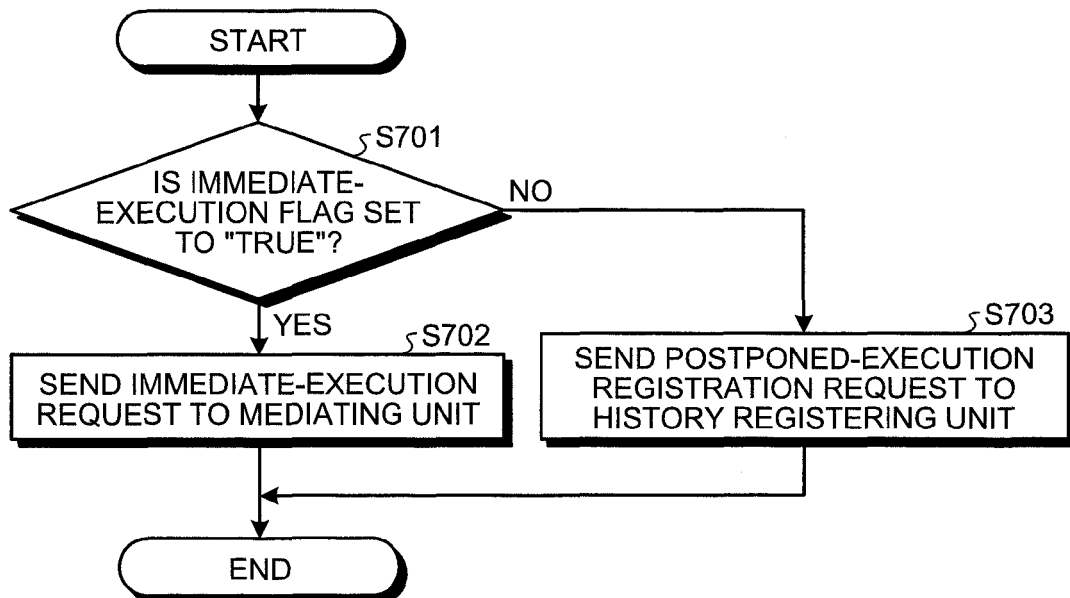 START
S701
IS IMMEDIATE-
EXECUTION FLAG SET
TO "TRUE"?
NO
YES
S702
SEND IMMEDIATE-EXECUTION
REQUEST TO MEDIATING UNIT
S703
SEND POSTPONED-EXECUTION
REGISTRATION REQUEST TO
HISTORY REGISTERING UNIT
END